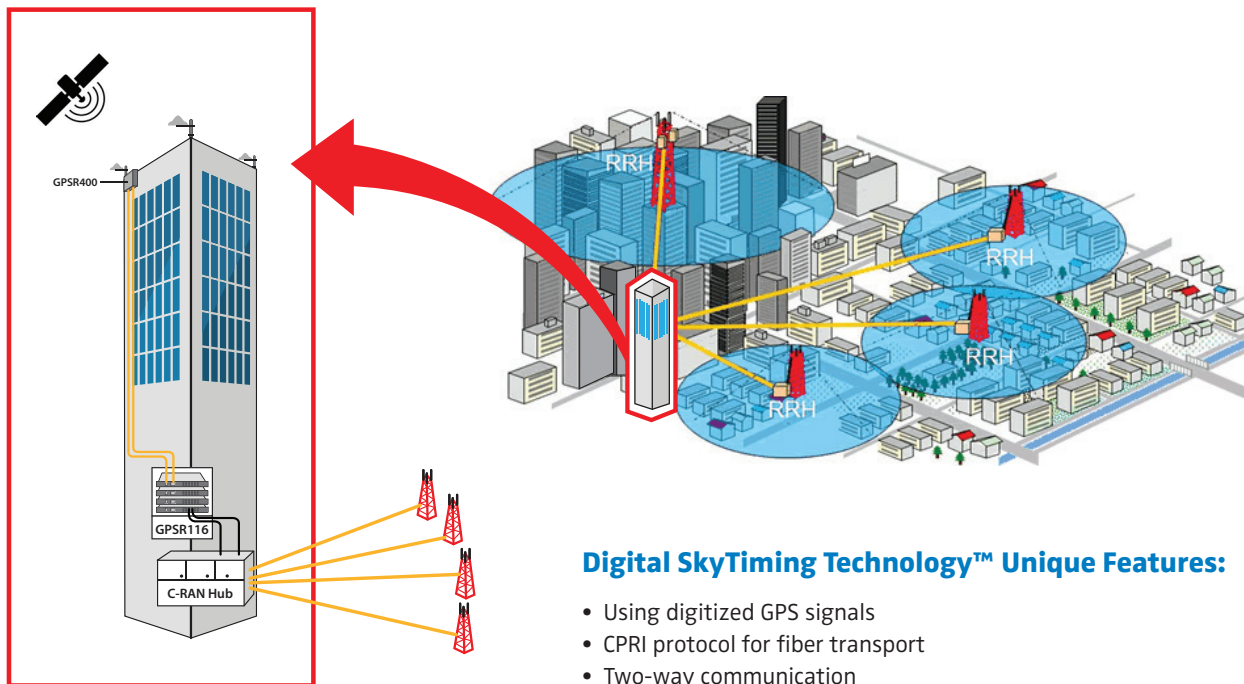 GPSR400
GPSR116
C-RAN Hub
RRH
RRH
RRH
RRH
Digital SkyTiming Technology™ Unique Features:
• Using digitized GPS signals
• CPRI protocol for fiber transport
• Two-way communication